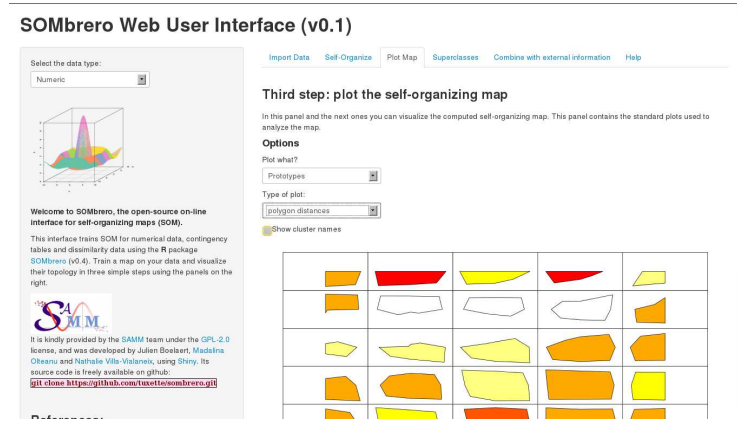 SOMbrero Web User Interface (v0.1)
Select the data type:
Numeric
Welcome to SOMbrero, the open-source on-line
interface for self-organizing maps (SOM).
This interface trains SOM for numerical data, contingency
tables and dissimilarity data using the R package
SOMbrero (v0.4). Train a map on your data and visualize
their topology in three simple steps using the panels on the
right.
SAMM
It is kindly provided by the SAMM team under the GPL-2.0
license, and was developed by Julien Boelaert, Madalina
Olteanu and Nathalie Villa-Vialaneix, using Shiny. Its
source code is freely available on github:
git clone https://github.com/tuxette/sombrero.git
References:
Import Data Self-Organize Plot Map Superclasses Combine with external information Help
Third step: plot the self-organizing map
In this panel and the next ones you can visualize the computed self-organizing map. This panel contains the standard plots used to
analyze the map.
Options
Plot what?
Prototypes
Type of plot:
polygon distances
Show cluster names